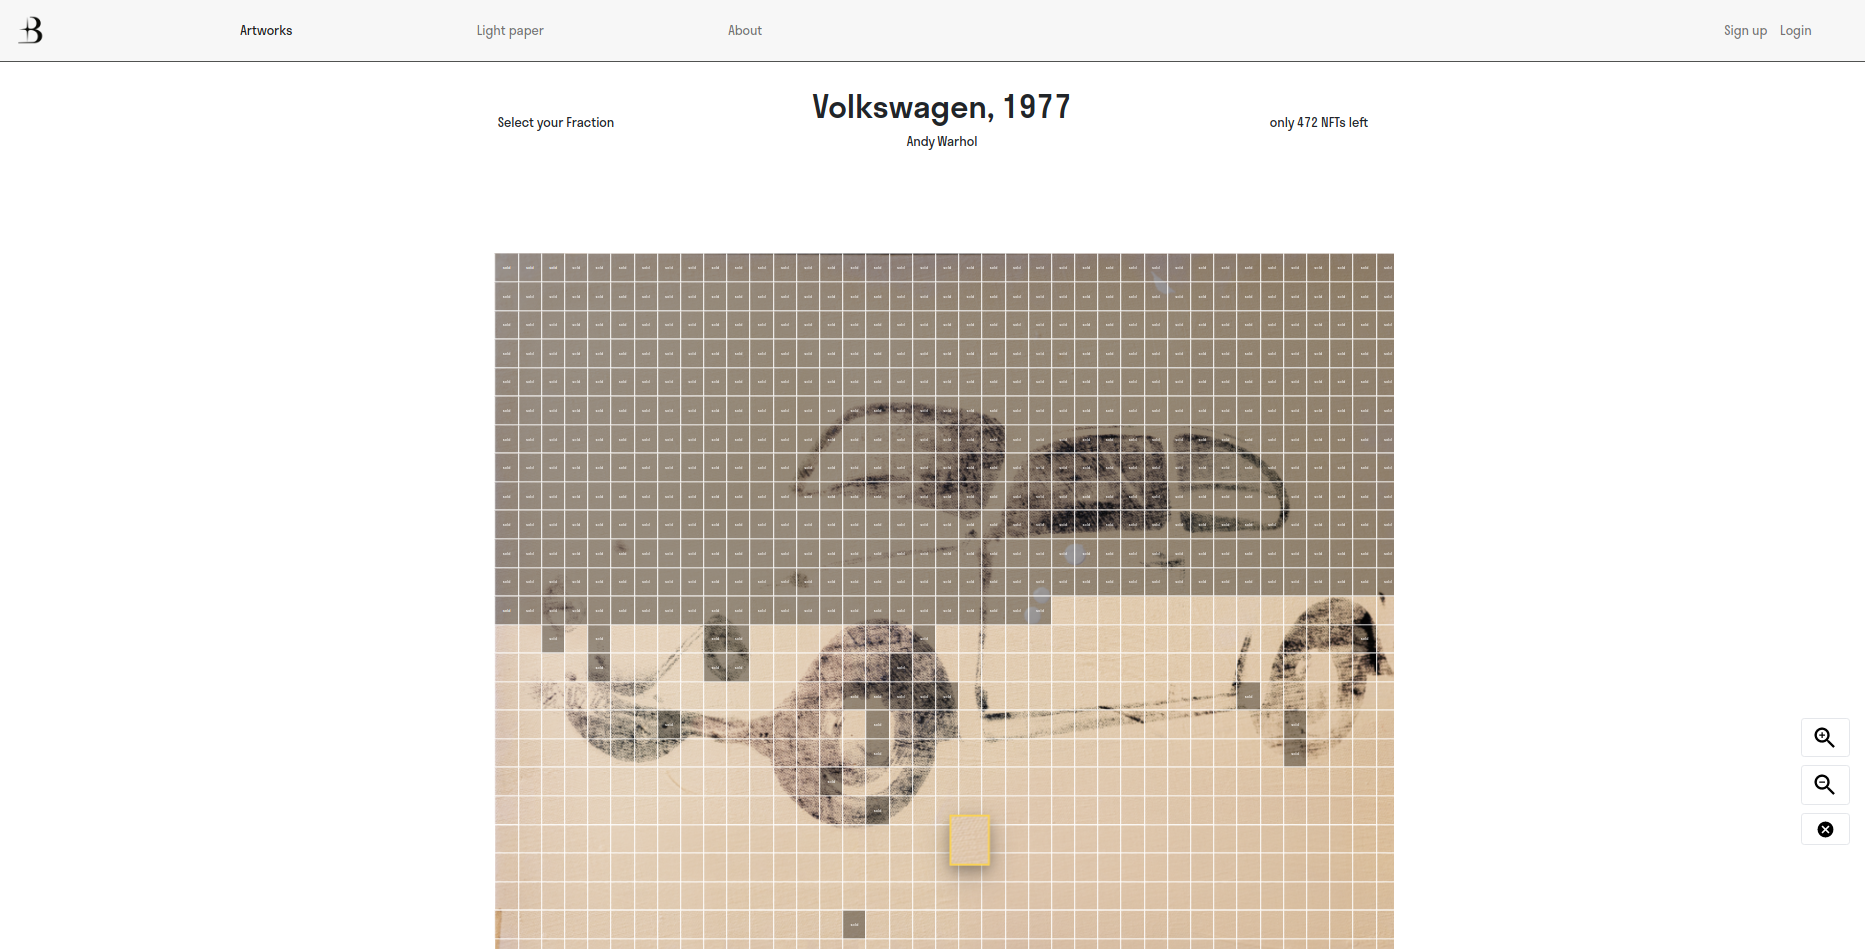 B
Artworks
Light paper
About
Sign up
Login
Volkswagen, 1977
Select your Fraction
only 472 NFTs left
Andy Warhol